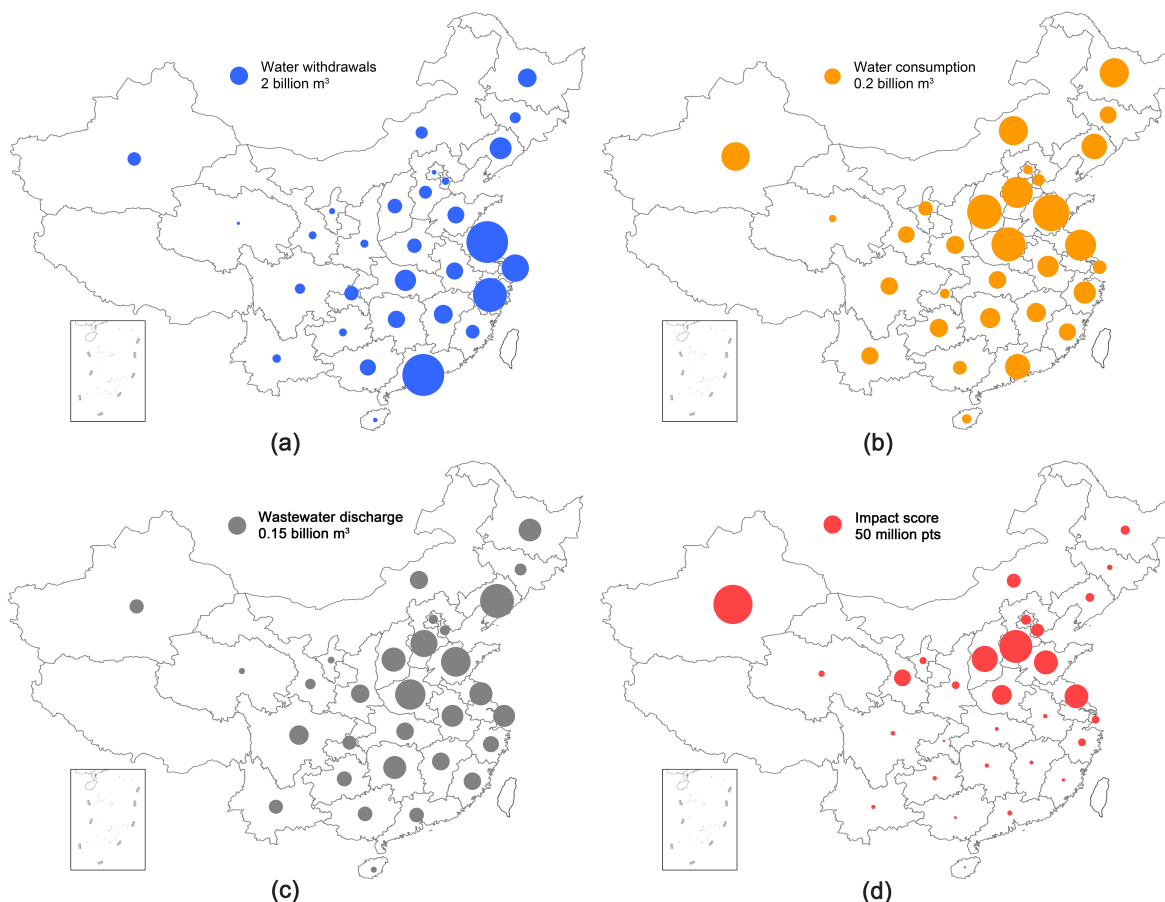 Water withdrawals
2 billion m³
Water consumption
0.2 billion m³
(a)
(b)
Wastewater discharge
0.15 billion m³
Impact score
50 million pts
(c)
(d)